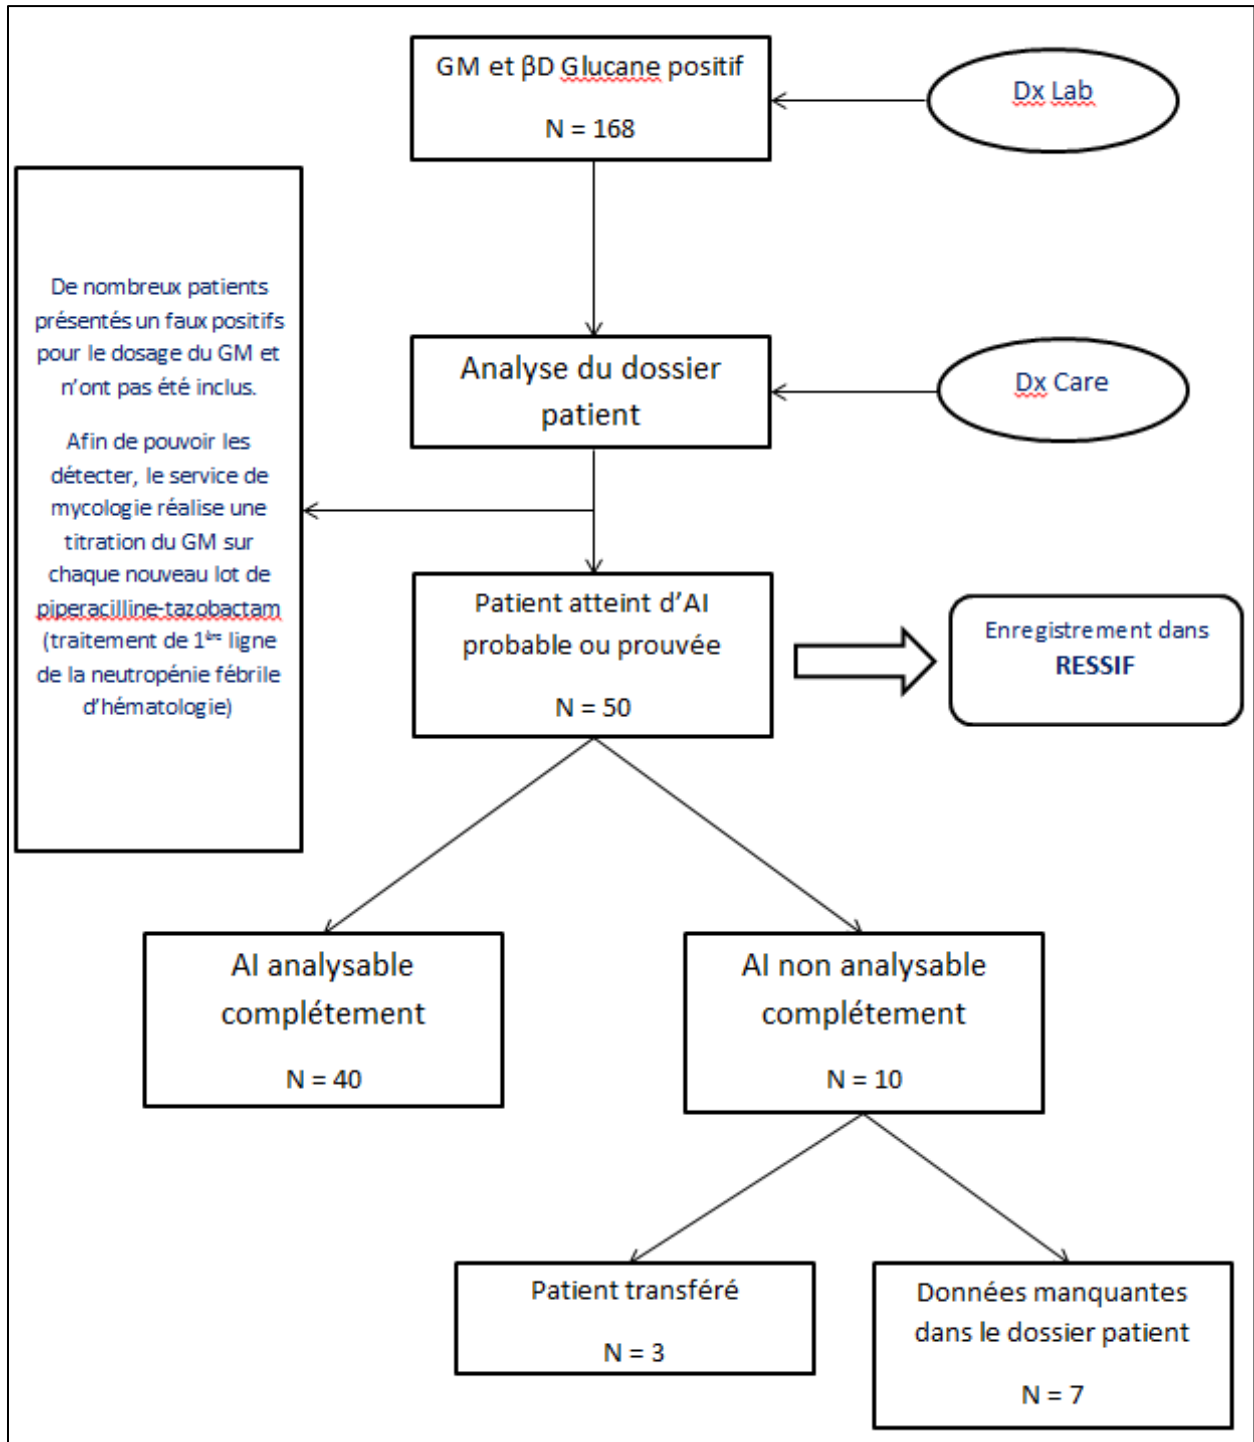 GM et βD Glucane positif
N = 168
Dx Lab
De nombreux patients
présentés un faux positifs
pour le dosage du GM et
n’ont pas été inclus.
Afin de pouvoir les
détecter, le service de
mycologie réalise une
titration du GM sur
chaque nouveau lot de
piperacilline-tazobactam
(traitement de 1ère ligne
de la neutropénie fébrile
d’hématologie)
Analyse du dossier
patient
Dx Care
Patient atteint d’AI
probable ou prouvée
N = 50
Enregistrement dans
RESSIF
AI analysable
complétement
N = 40
AI non analysable
complétement
N = 10
Patient transféré
N = 3
Données manquantes
dans le dossier patient
N = 7